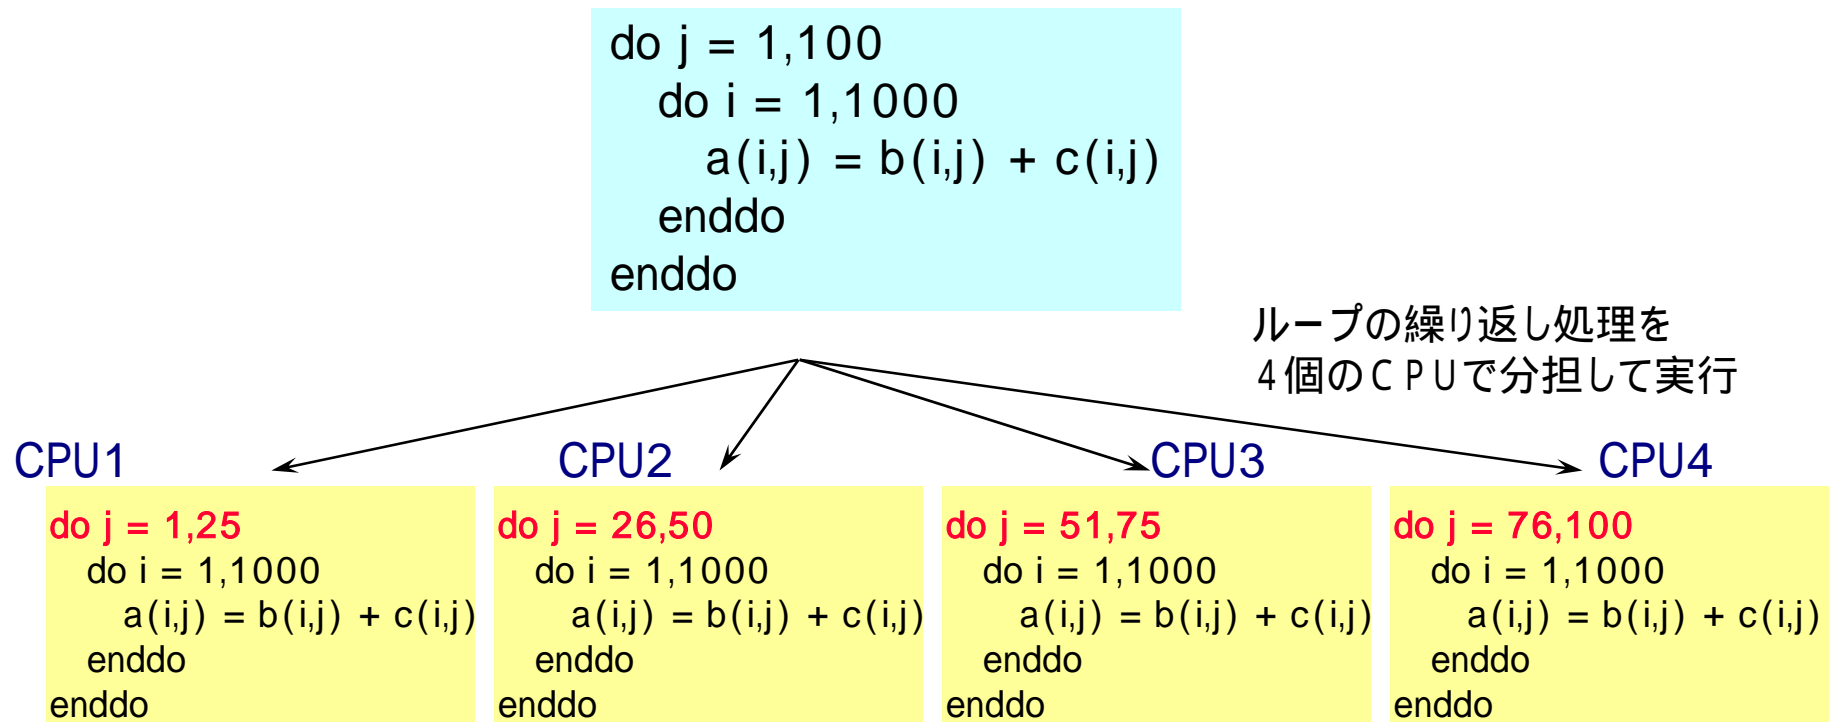 do j = 1,100
do i = 1,1000
a(i,j) = b(i,j) + c(i,j)
enddo
enddo
ループの繰り返し処理を
4個のCPUで分担して実行
CPU1
do j = 1,25
do i = 1,1000
a(i,j) = b(i,j) + c(i,j)
enddo
enddo
CPU2
do j = 26,50
do i = 1,1000
a(i,j) = b(i,j) + c(i,j)
enddo
enddo
CPU3
do j = 51,75
do i = 1,1000
a(i,j) = b(i,j) + c(i,j)
enddo
enddo
CPU4
do j = 76,100
do i = 1,1000
a(i,j) = b(i,j) + c(i,j)
enddo
enddo